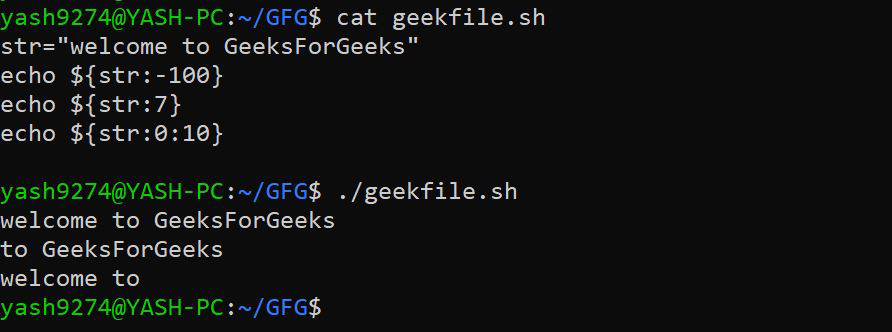 yash9274@YASH-PC:~/GFG$ cat geekfile.sh
str="welcome to GeeksForGeeks"
echo ${str:-100}
echo ${str:7}
echo ${str:0:10}
yash9274@YASH-PC:~/GFG$ ./geekfile.sh
welcome to GeeksForGeeks
to GeeksForGeeks
welcome to
yash9274@YASH-PC:~/GFG$